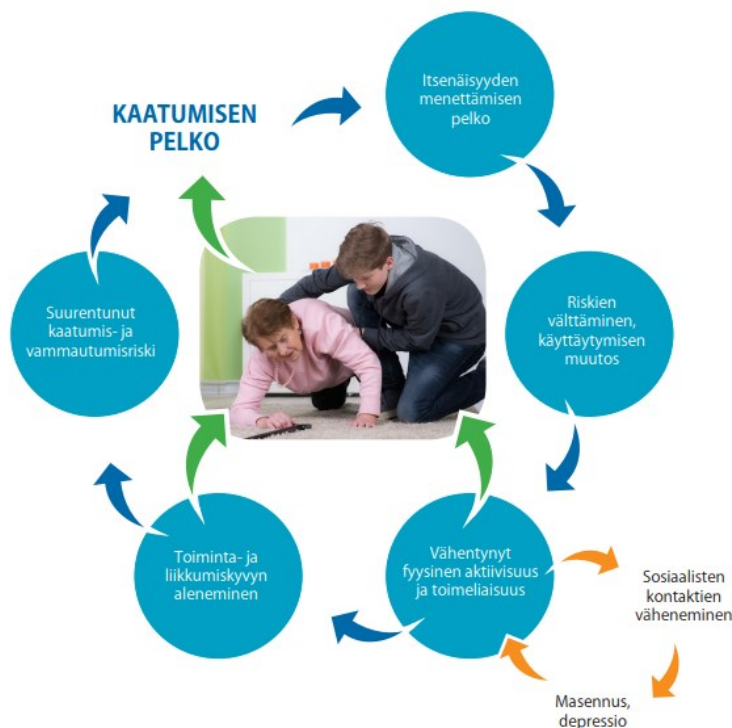 KAATUMISEN
PELKO
Itsenäisyyden
menettämisen
pelko
Riskien
välttäminen,
käyttäytymisen
muutos
Vähentynyt
fyysinen aktiivisuus
ja toimeliaisuus
Sosiaalisten
kontaktien
väheneminen
Masennus,
depressio
Toiminta- ja
liikkumiskyvyn
aleneminen
Suurentunut
kaatumis- ja
vammautumisriski